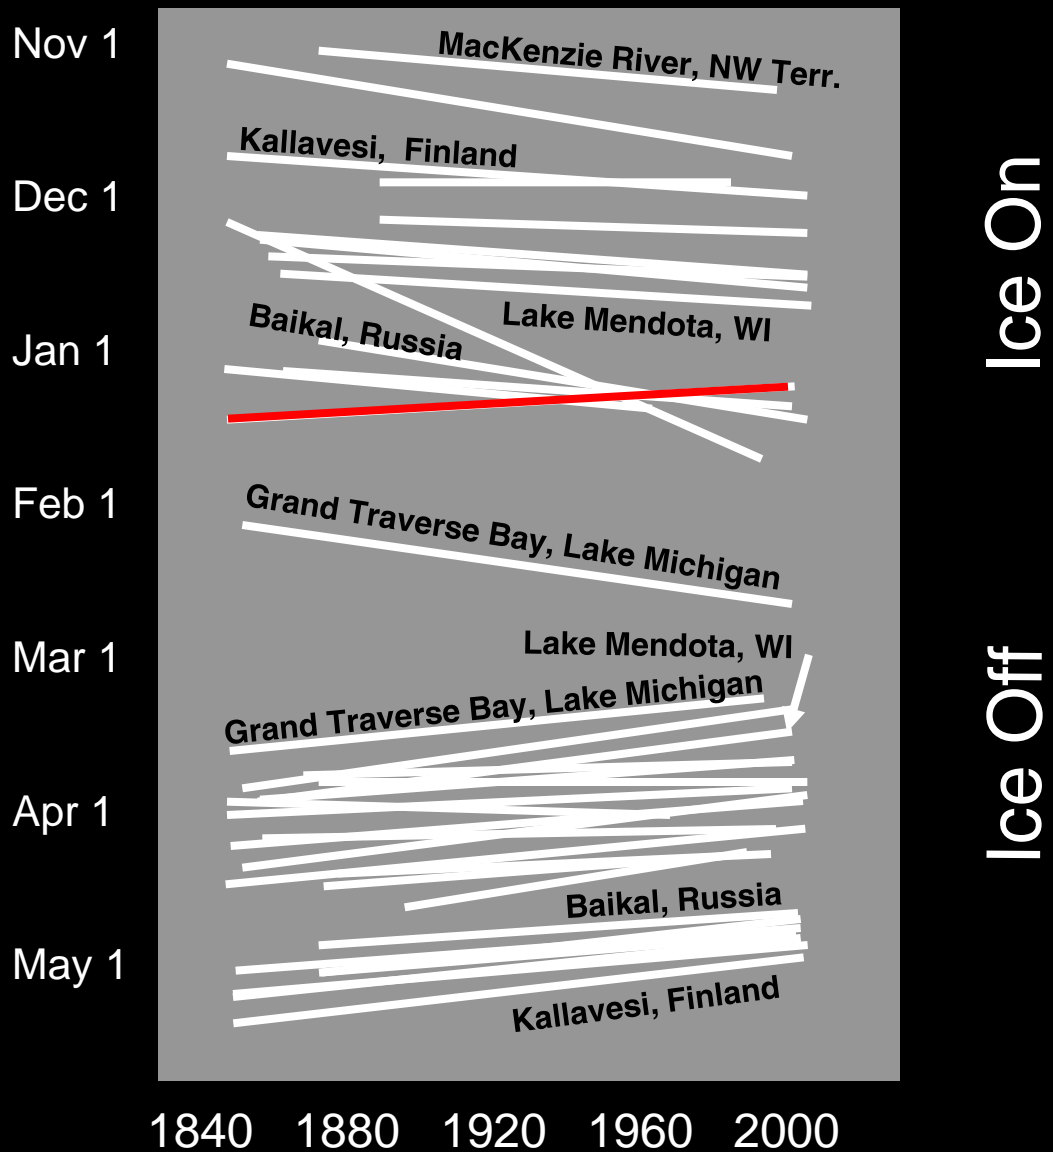 Nov 1
MacKenzie River, NW Terr.
Kallavesi, Finland
Dec 1
Ice On
Lake Mendota, WI
Baikal, Russia
Jan 1
Feb 1
Grand Traverse Bay, Lake Michigan
Mar 1
Lake Mendota, WI
Grand Traverse Bay, Lake Michigan
Ice Off
Apr 1
Baikal, Russia
May 1
Kallavesi, Finland
1840 1880 1920 1960 2000